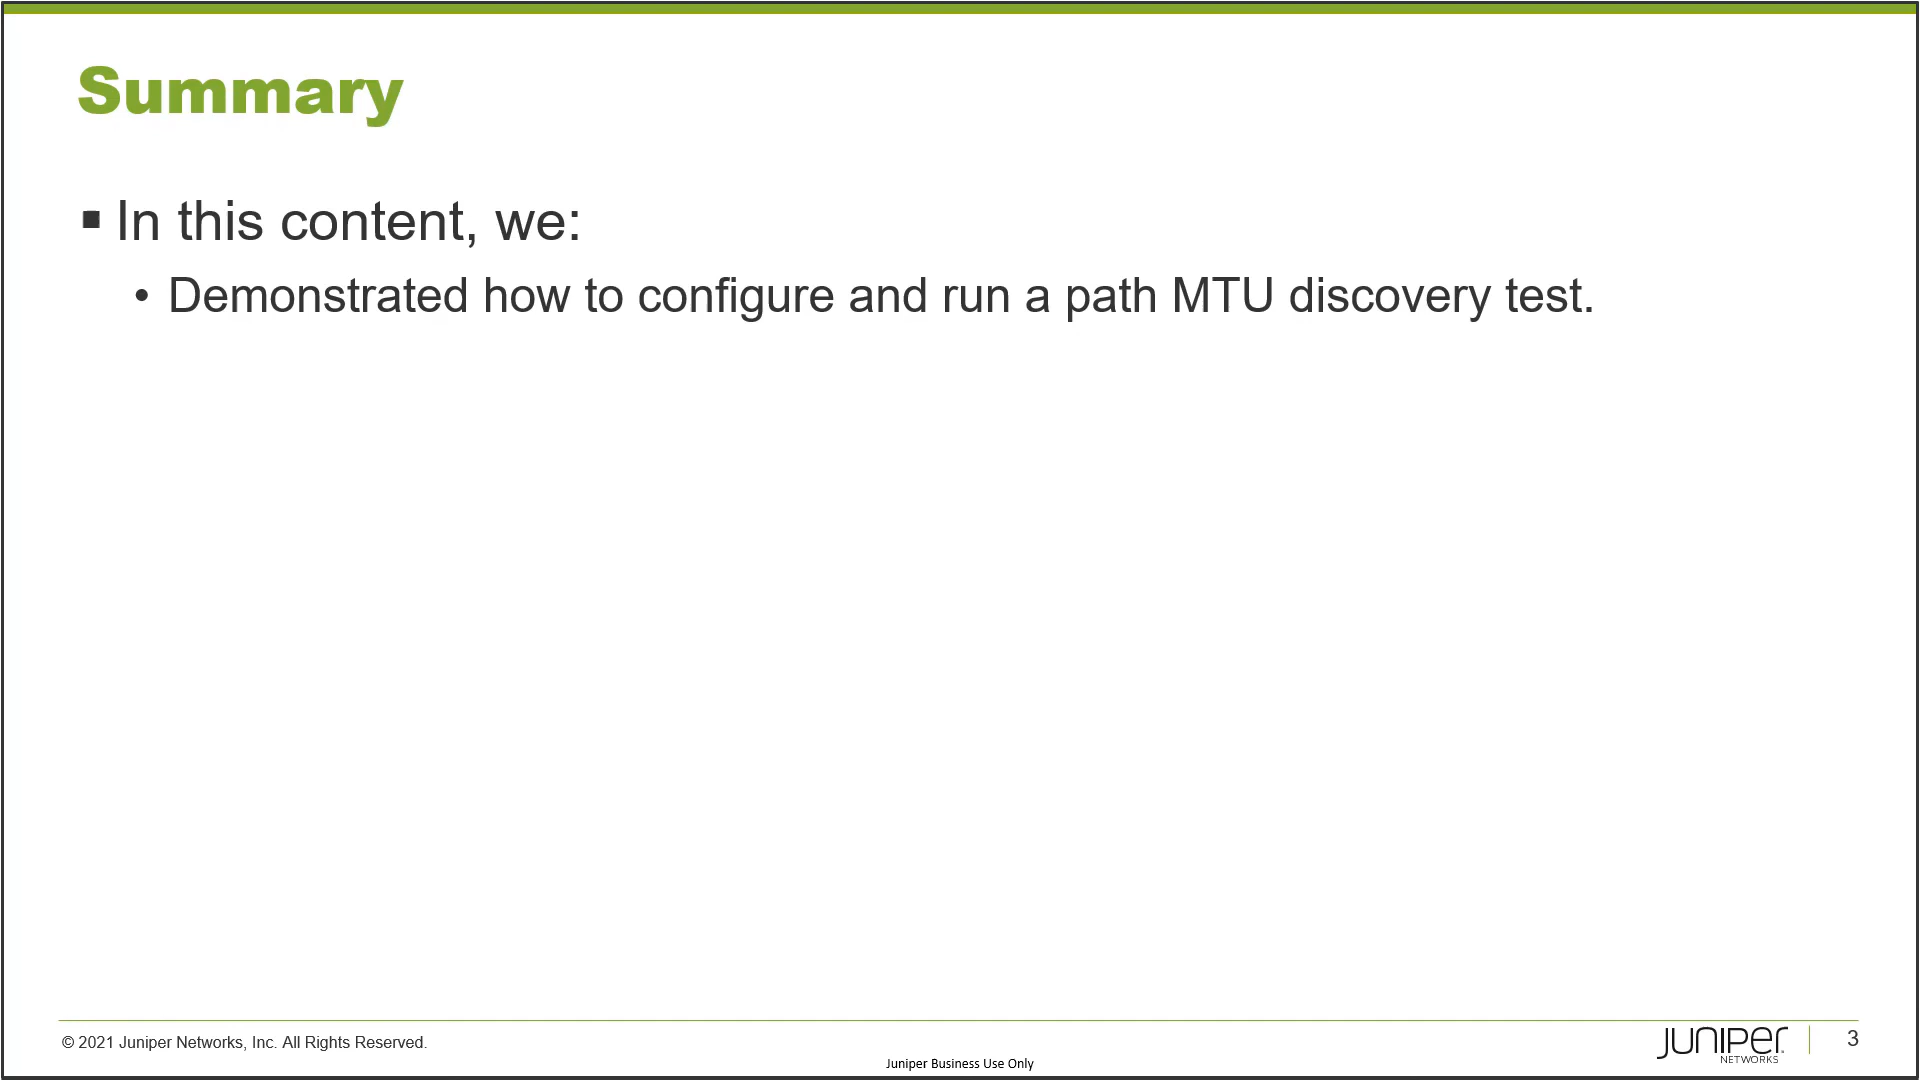 Summary
▪ In this content, we:
• Demonstrated how to configure and run a path MTU discovery test.
© 2021 Juniper Networks, Inc. All Rights Reserved.
Juniper Business Use Only
JUNIPer
NETWORKS
3